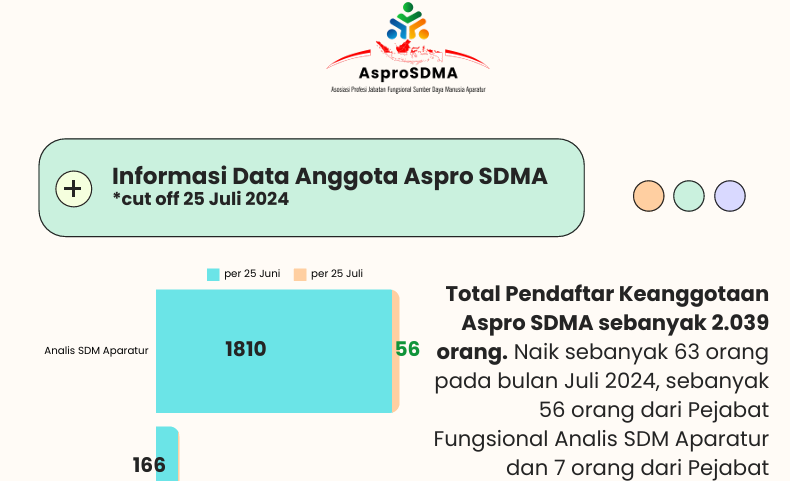 AsproSDMA
Asosiasi Profesi Jabatan Fungsional Sumber Daya Manusia Aparatur
Informasi Data Anggota Aspro SDMA
*cut off 25 Juli 2024
per 25 Juni
per 25 Juli
Analis SDM Aparatur
1810
56
166
Total Pendaftar Keanggotaan
Aspro SDMA sebanyak 2.039
orang. Naik sebanyak 63 orang
pada bulan Juli 2024, sebanyak
56 orang dari Pejabat
Fungsional Analis SDM Aparatur
dan 7 orang dari Pejabat